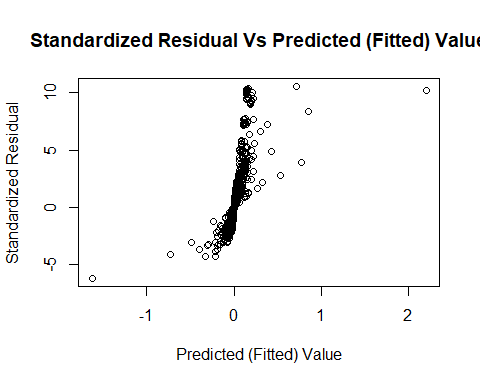 Standardized Residual Vs Predicted (Fitted) Value
10
5
0
-5
Standardized Residual
-1
0
1
2
Predicted (Fitted) Value